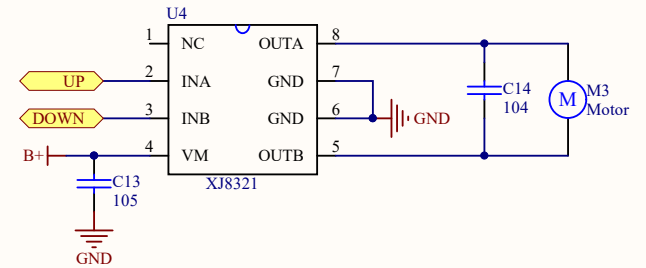 U4
1 NC OUTA 8
UP 2 INA GND 7
C14
104
M
M3
Motor
DOWN 3 INB GND 6 GND
B+ 4 VM OUTB 5
C13
105
XJ8321
GND